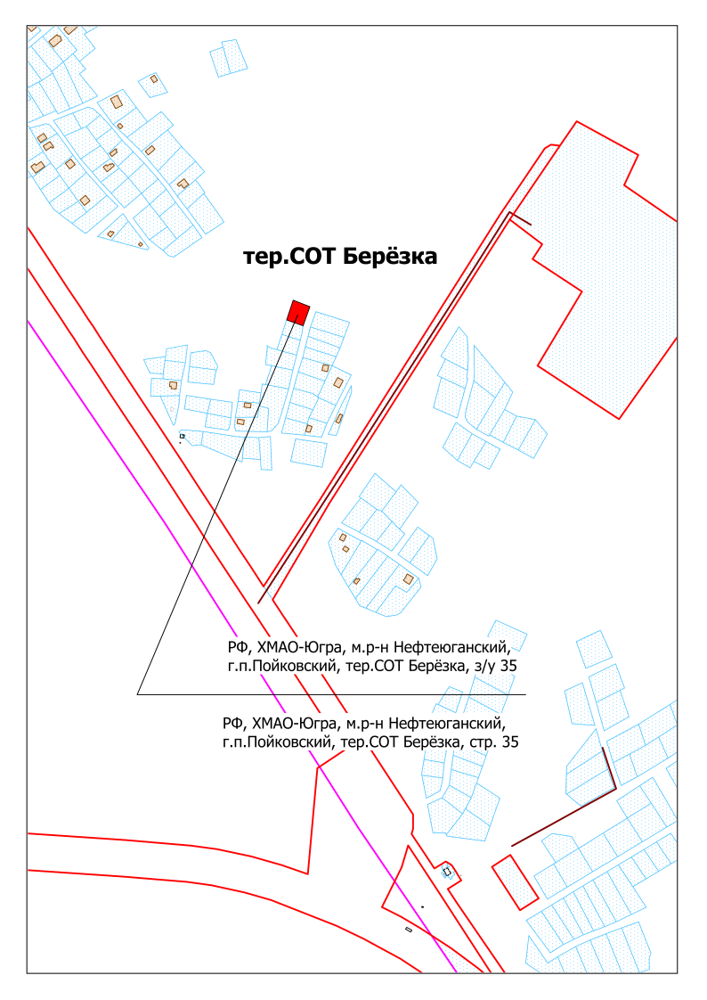 тер.СОТ Берёзка
РФ, ХМАО-Югра, м.р-н Нефтеюганский,
г.п.Пойковский, тер.СОТ Берёзка, з/у 35
РФ, ХМАО-Югра, м.р-н Нефтеюганский,
г.п.Пойковский, тер.СОТ Берёзка, стр. 35